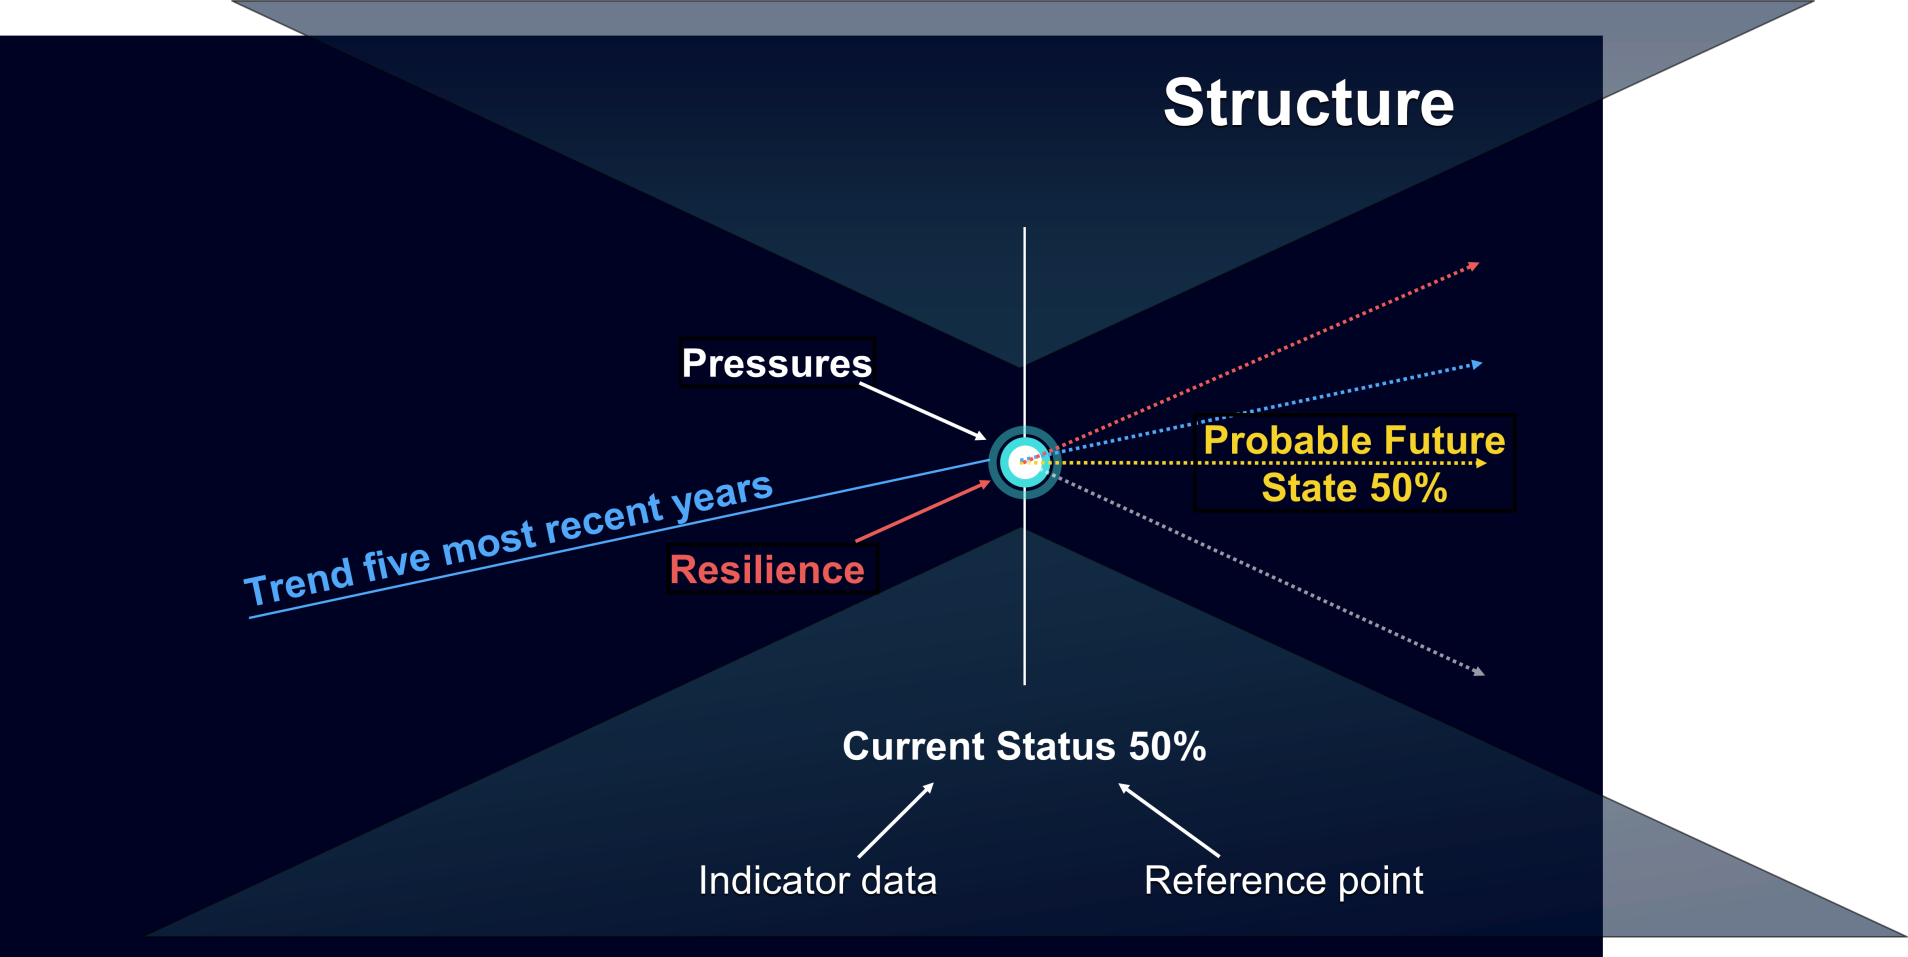 Structure
Pressures
Probable Future
State 50%
Trend five most recent years
Resilience
Current Status 50%
Indicator data
Reference point